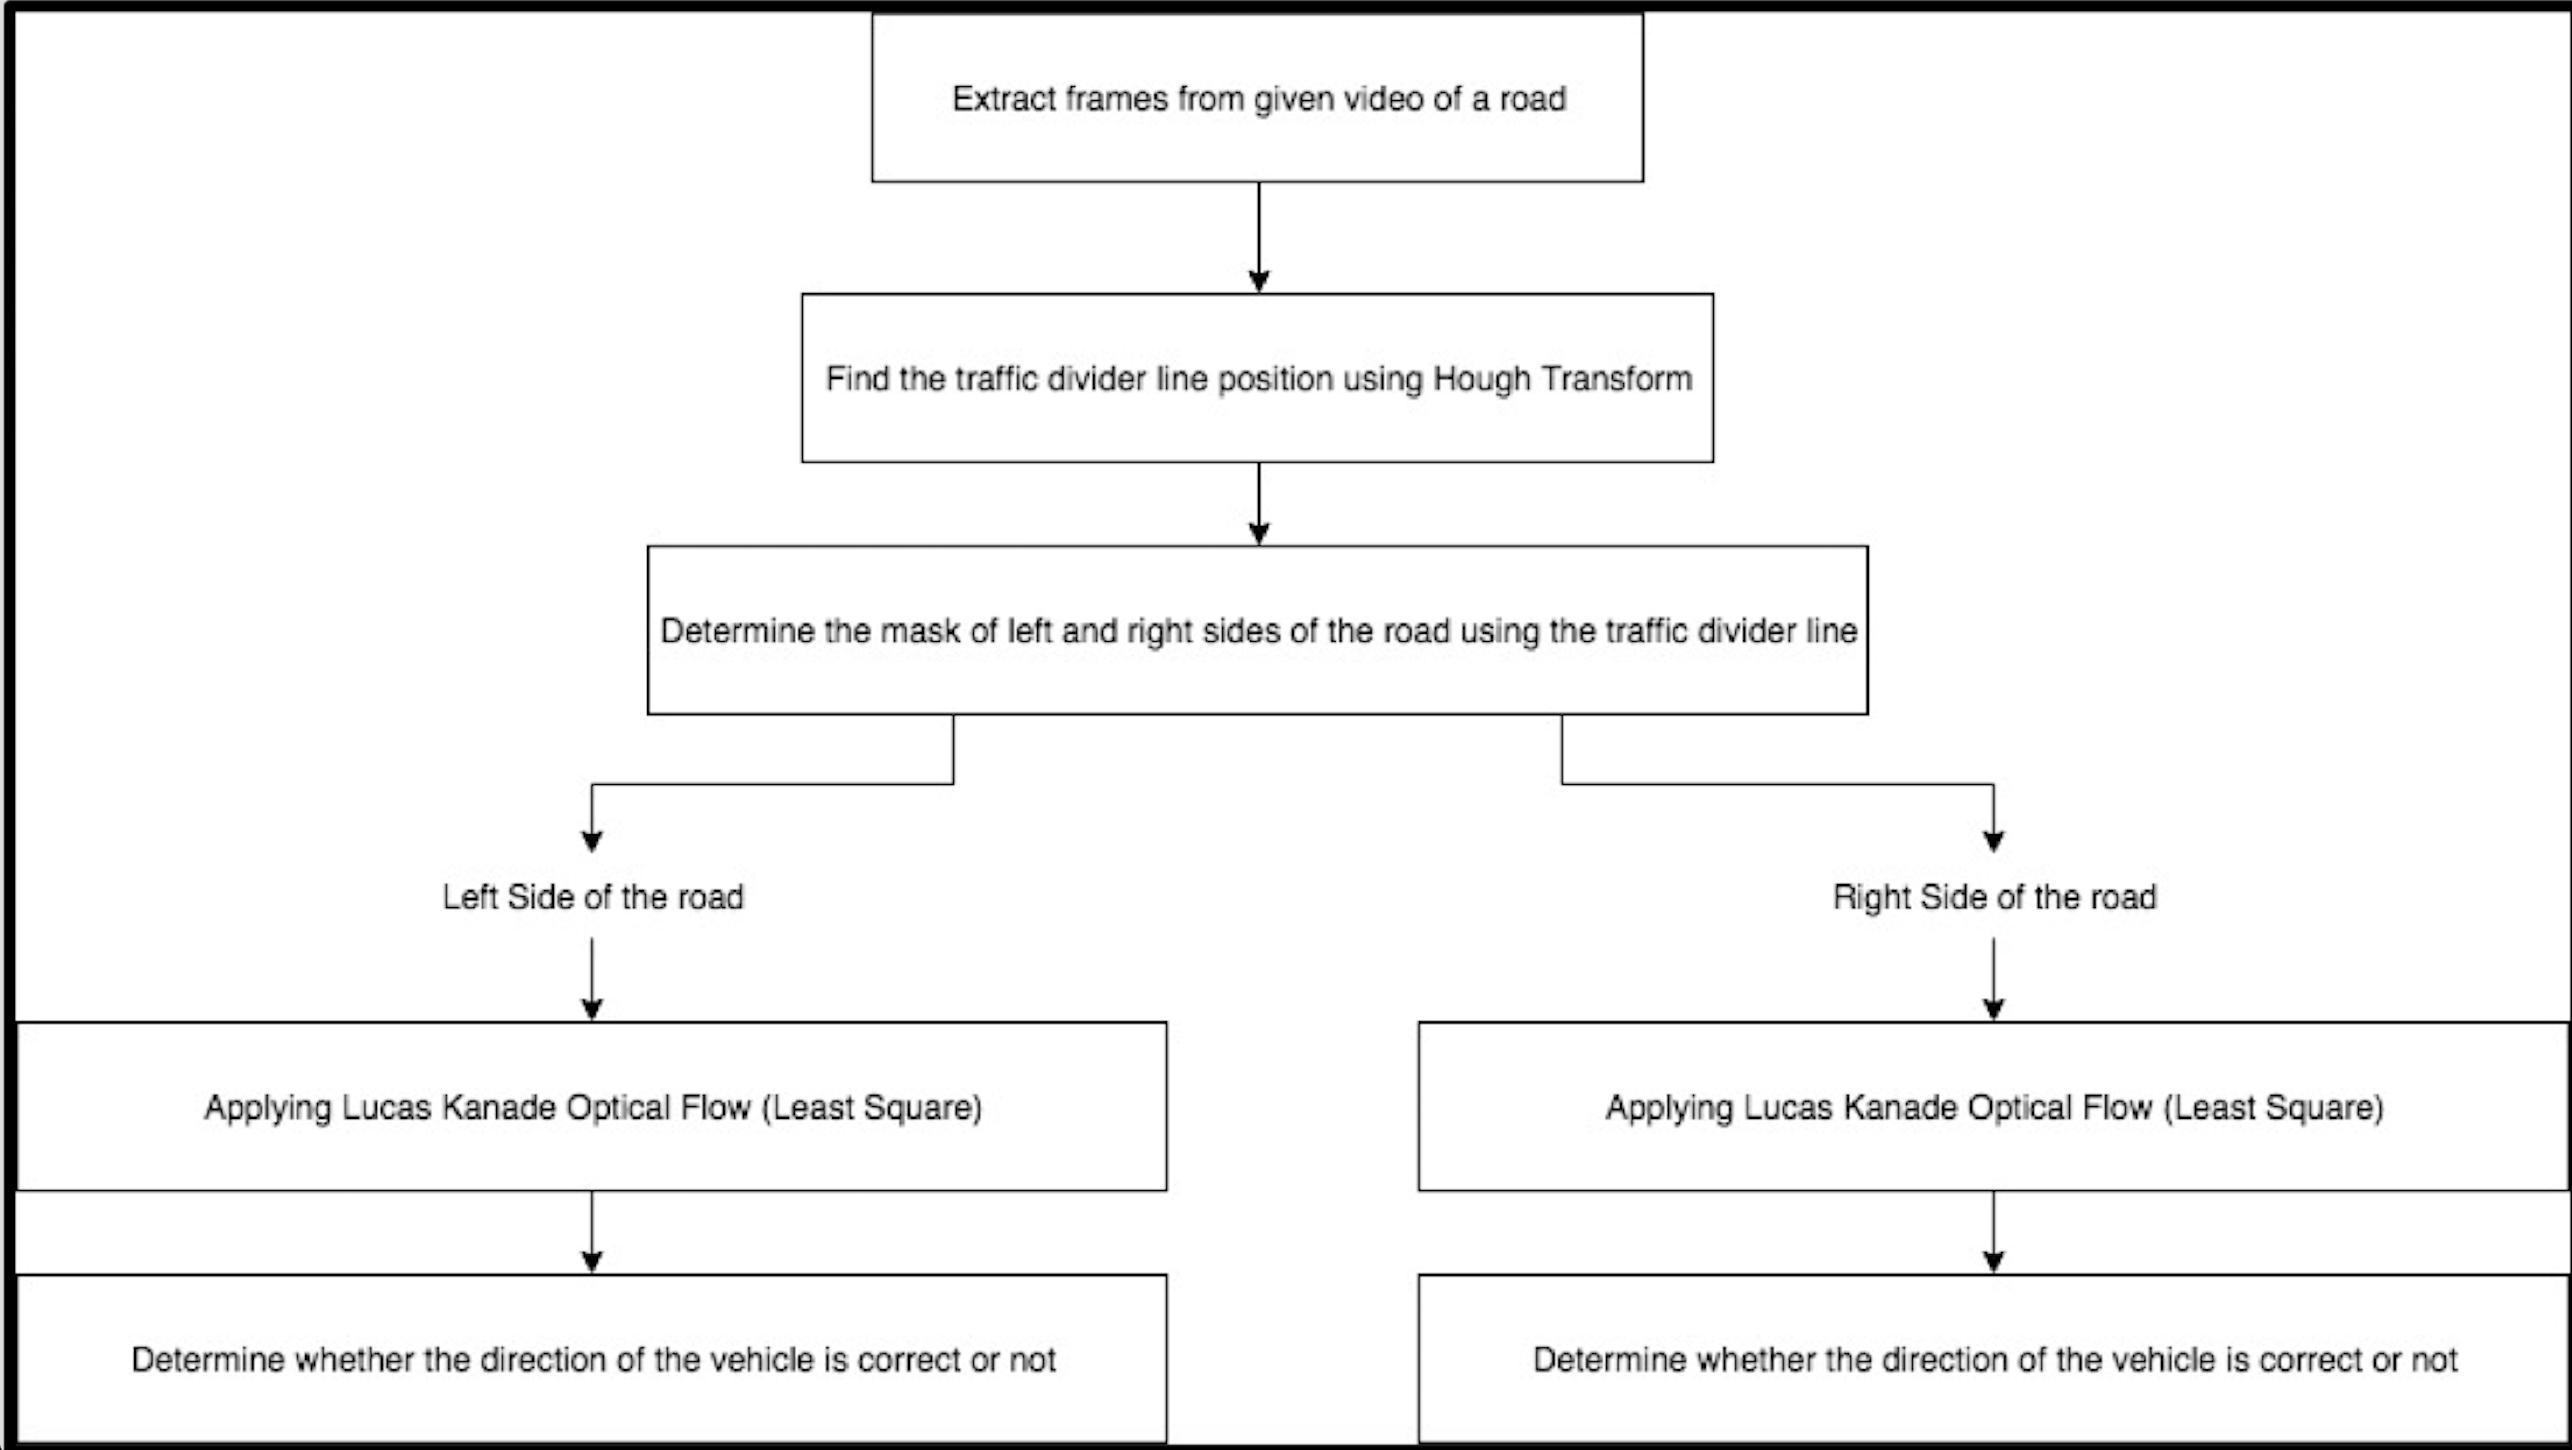 Extract frames from given video of a road
Find the traffic divider line position using Hough Transform
Determine the mask of left and right sides of the road using the traffic divider line
Left Side of the road
Right Side of the road
Applying Lucas Kanade Optical Flow (Least Square)
Applying Lucas Kanade Optical Flow (Least Square)
Determine whether the direction of the vehicle is correct or not
Determine whether the direction of the vehicle is correct or not